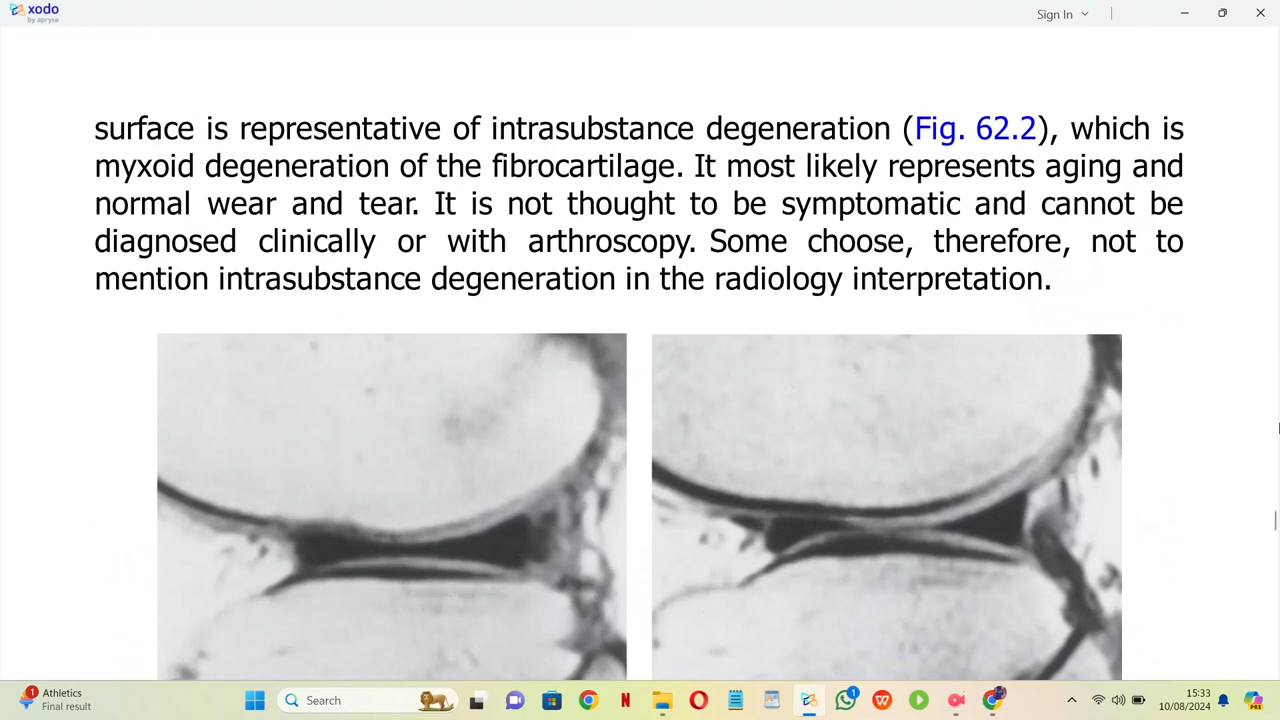 xodo
by apryse
Sign In
surface is representative of intrasubstance degeneration (Fig. 62.2), which is
myxoid degeneration of the fibrocartilage. It most likely represents aging and
normal wear and tear. It is not thought to be symptomatic and cannot be
diagnosed clinically or with arthroscopy. Some choose, therefore, not to
mention intrasubstance degeneration in the radiology interpretation.
1
Athletics
Final result
Search
N
1
W
15:33
10/08/2024
PRE